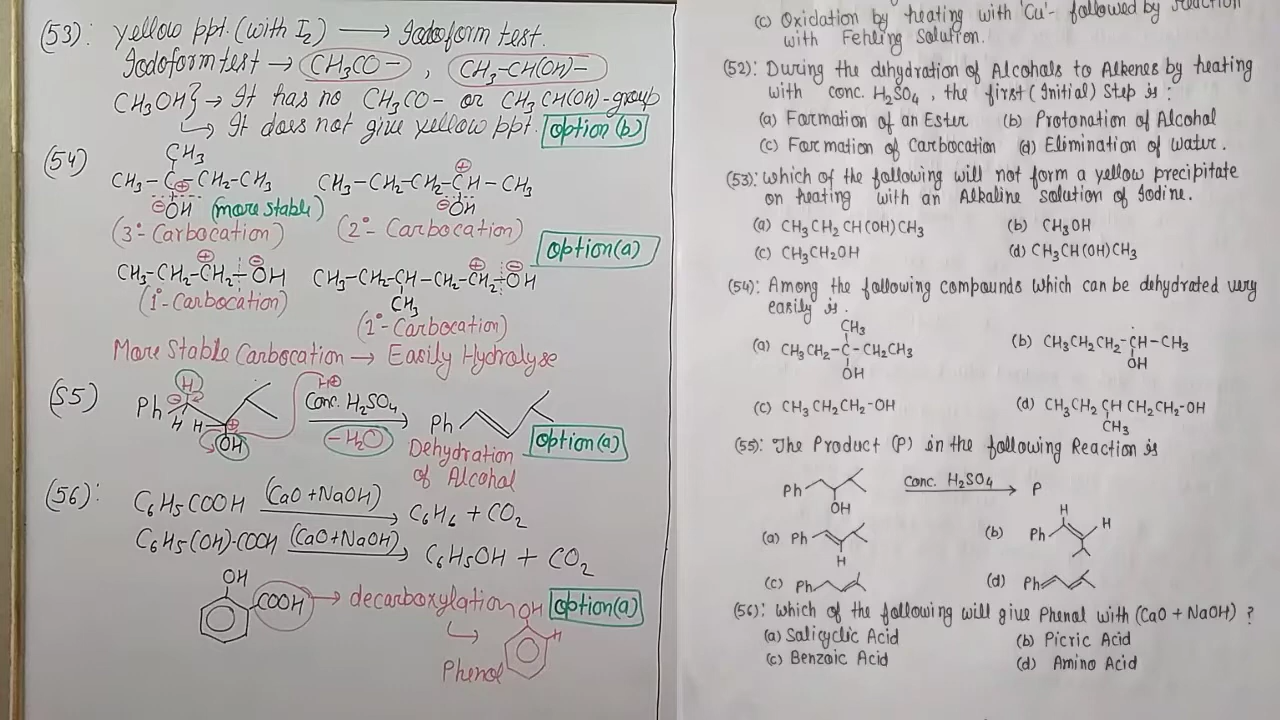 (53): yellow ppt. (with I2) ⟶ Iodoform test.
Iodoform test → CH3CO– , CH3–CH(OH)–
CH3OH} → It has no CH3CO– or CH3CH(OH)-group
↳ It does not give yellow ppt. Option (b)
(54)
CH3
CH3–C–CH2–CH3 CH3–CH2–CH2–CH–CH3
⊕ ⊕
⊖OH (more stable) ⊖OH
(3°- Carbocation) (2°- Carbocation)
Option(a)
⊕ ⊖ ⊕ ⊖
CH3–CH2–CH2–OH CH3–CH2–CH–CH2–CH2–OH
CH3
(1°-Carbocation) (1°-Carbocation)
More Stable Carbocation → Easily Hydrolyse
(55)
H H⊕
⊖ Conc. H2SO4
Ph Ph
H H ⊕ –H2O Option(a)
OH Dehydration
of Alcohal
(56):
C6H5COOH (CaO +NaOH) → C6H6 + CO2
C6H5(OH)·COOH (CaO+NaOH) → C6H5OH + CO2
OH
COOH → decarboxylation OH Option(a)
↳ H
Phenol
(c) Oxidation by heating with 'Cu'- followed by reaction
with Fehling Solution.
(52): During the dehydration of Alcohals to Alkenes by heating
with conc. H2SO4, the first (Initial) Step is :
(a) Formation of an Ester (b) Protonation of Alcohal
(c) Formation of Carbocation (d) Elimination of water.
(53): which of the following will not form a yellow precipitate
on heating with an Alkaline solution of Iodine.
(a) CH3CH2CH(OH)CH3 (b) CH3OH
(c) CH3CH2OH (d) CH3CH(OH)CH3
(54): Among the following compounds which can be dehydrated very
easily is .
CH3
(a) CH3CH2–C–CH2CH3 (b) CH3CH2CH2–CH–CH3
OH OH
(c) CH3CH2CH2-OH (d) CH3CH2CHCH2CH2-OH
CH3
(55): The Product (P) in the following Reaction is
Ph Conc. H2SO4 → P
OH
H
(a) Ph (b) Ph H
H
(c) Ph (d) Ph
(56): which of the following will give Phenal with (CaO + NaOH) ?
(a) Salicyclic Acid (b) Picric Acid
(c) Benzoic Acid (d) Amino Acid